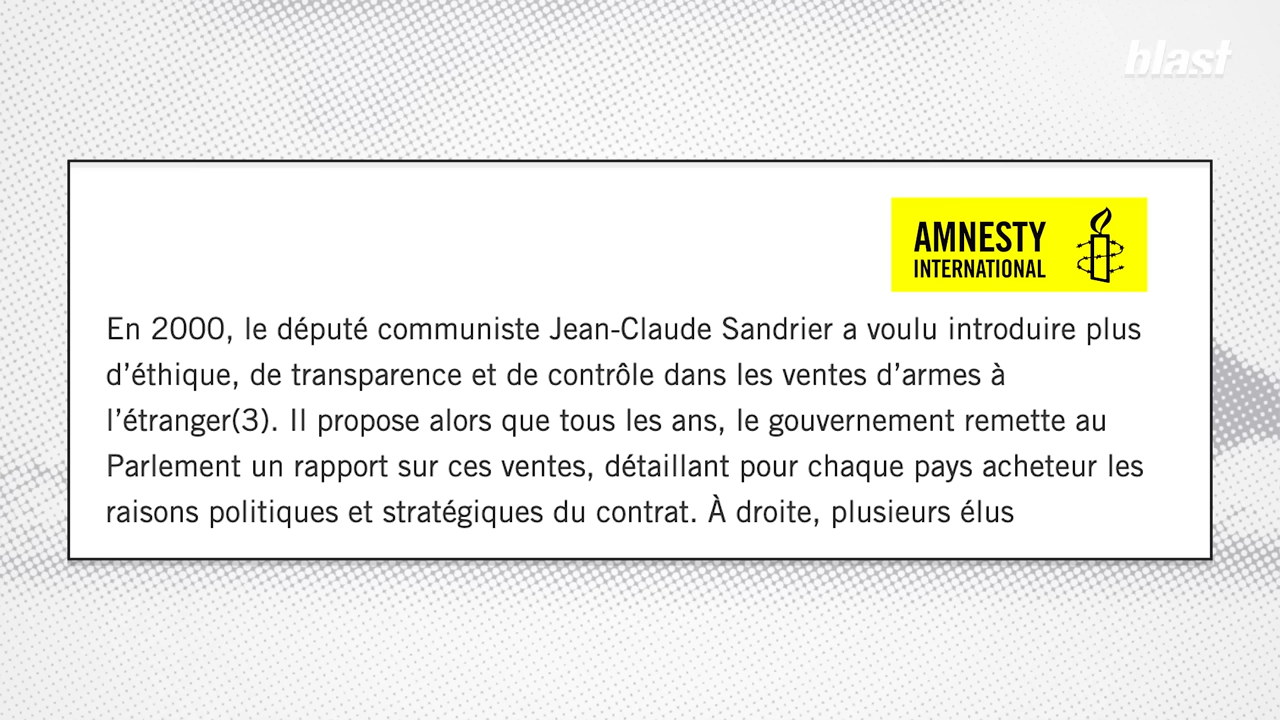 blast
AMNESTY
INTERNATIONAL
En 2000, le député communiste Jean-Claude Sandrier a voulu introduire plus
d’éthique, de transparence et de contrôle dans les ventes d’armes à
l’étranger(3). Il propose alors que tous les ans, le gouvernement remette au
Parlement un rapport sur ces ventes, détaillant pour chaque pays acheteur les
raisons politiques et stratégiques du contrat. À droite, plusieurs élus